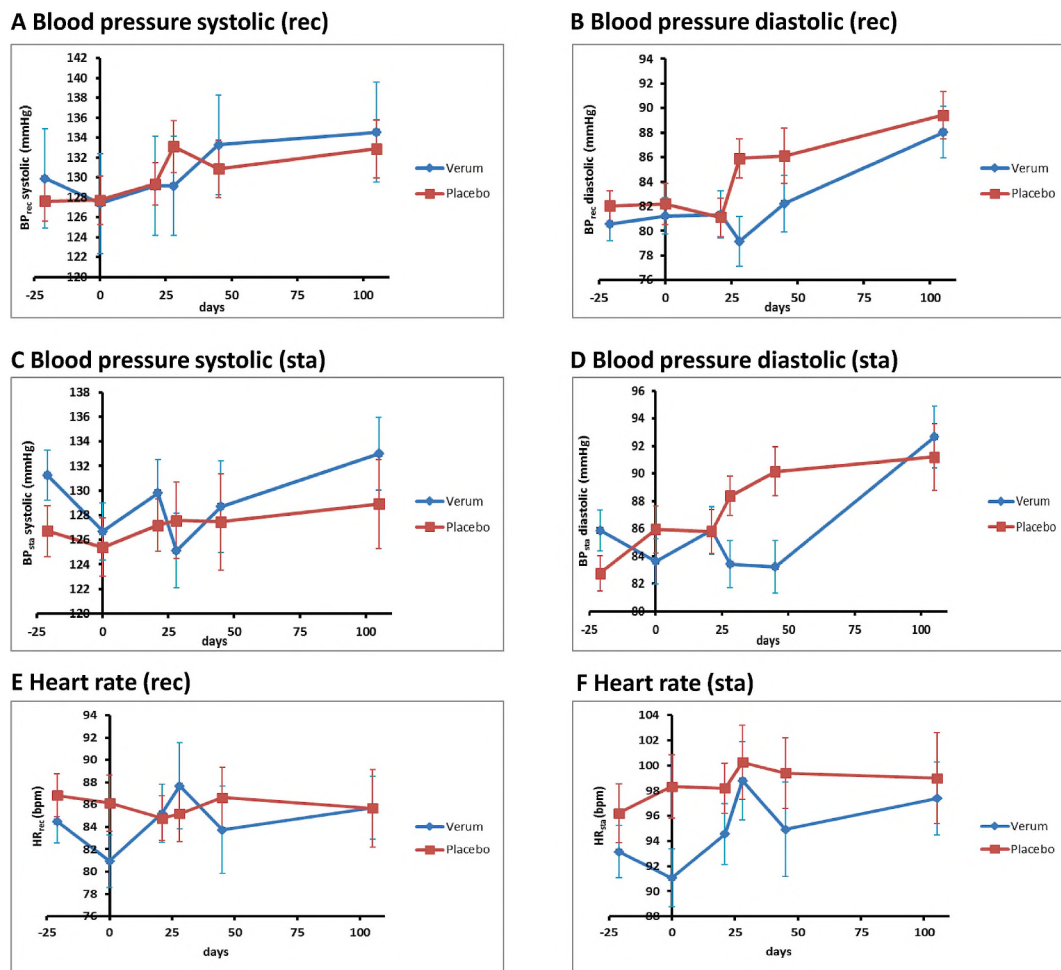 A Blood pressure systolic (rec)
142
140
138
136
134
132
130
128
126
124
122
120
BPrec systolic (mmHg)
-25 0 25 50 75 100
days
Verum
Placebo
B Blood pressure diastolic (rec)
94
92
90
88
86
84
82
80
78
76
BPrec diastolic (mmHg)
-25 0 25 50 75 100
days
Verum
Placebo
C Blood pressure systolic (sta)
138
136
134
132
130
128
126
124
122
120
BPsta systolic (mmHg)
-25 0 25 50 75 100
days
Verum
Placebo
D Blood pressure diastolic (sta)
96
94
92
90
88
86
84
82
80
BPsta diastolic (mmHg)
-25 0 25 50 75 100
days
Verum
Placebo
E Heart rate (rec)
94
92
90
88
86
84
82
80
78
76
HRrec (ppm)
-25 0 25 50 75 100
days
Verum
Placebo
F Heart rate (sta)
104
102
100
98
96
94
92
90
88
HRsta (ppm)
-25 0 25 50 75 100
days
Verum
Placebo